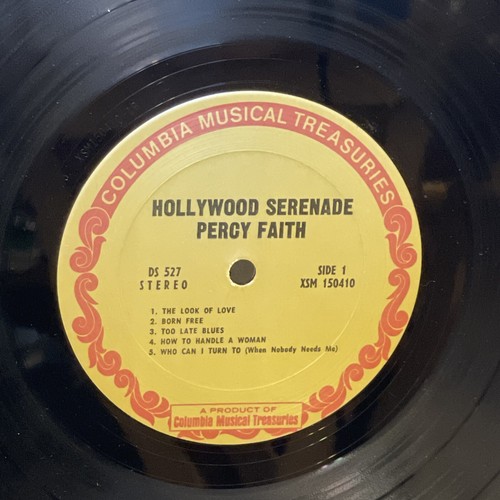 COLUMBIA MUSICAL TREASURIES
HOLLYWOOD SERENADE
PERCY FAITH
DS 527
STEREO
SIDE 1
XSM 150410
1. THE LOOK OF LOVE
2. BORN FREE
3. TOO LATE BLUES
4. HOW TO HANDLE A WOMAN
5. WHO CAN I TURN TO (When Nobody Needs Me)
A PRODUCT OF
Columbia Musical Treasuries